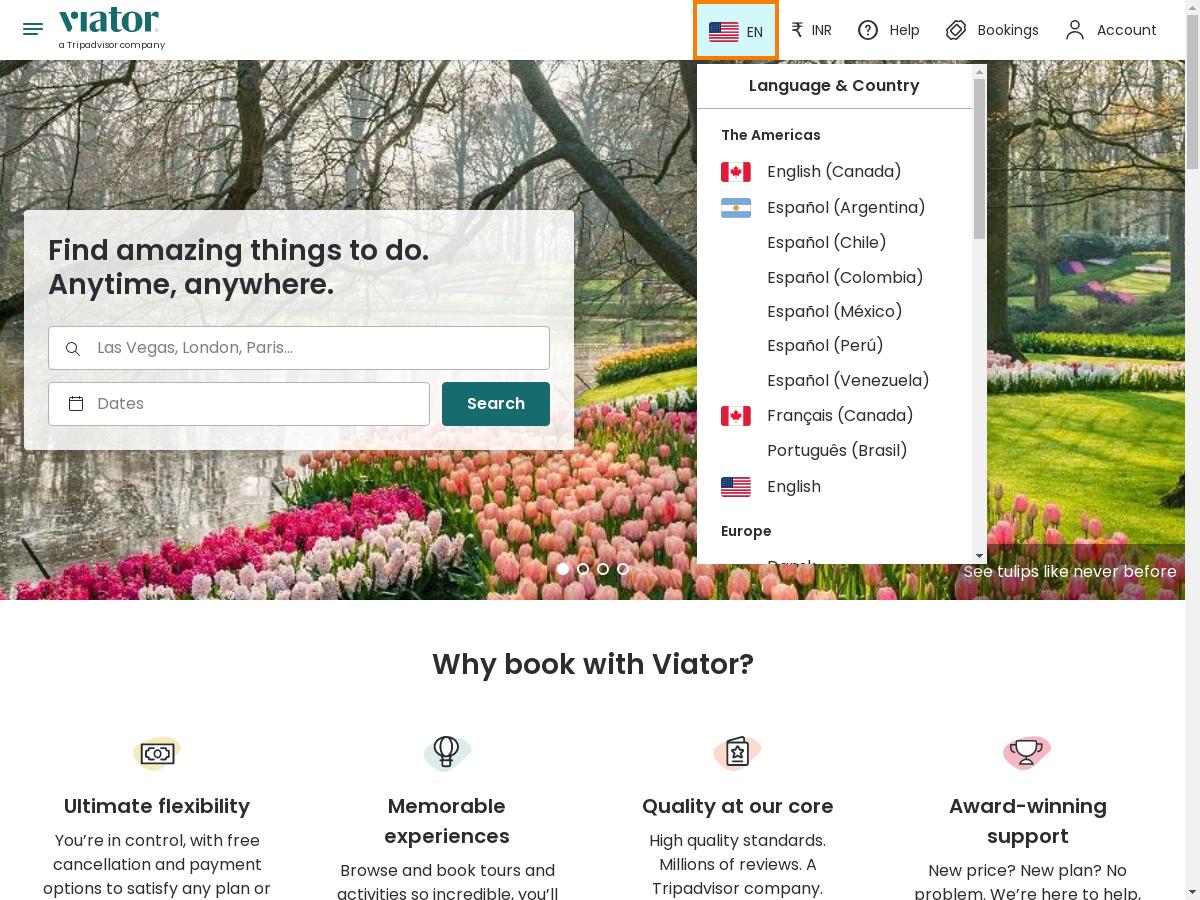 viator
a Tripadvisor company
EN
₹ INR
Help
Bookings
Account
Language & Country
The Americas
English (Canada)
Español (Argentina)
Español (Chile)
Español (Colombia)
Español (México)
Español (Perú)
Español (Venezuela)
Français (Canada)
Português (Brasil)
English
Europe
Find amazing things to do.
Anytime, anywhere.
Las Vegas, London, Paris...
Dates
Search
See tulips like never before
Why book with Viator?
Ultimate flexibility
You’re in control, with free
cancellation and payment
options to satisfy any plan or
Memorable
experiences
Browse and book tours and
activities so incredible, you’ll
Quality at our core
High quality standards.
Millions of reviews. A
Tripadvisor company.
Award-winning
support
New price? New plan? No
problem. We’re here to help,